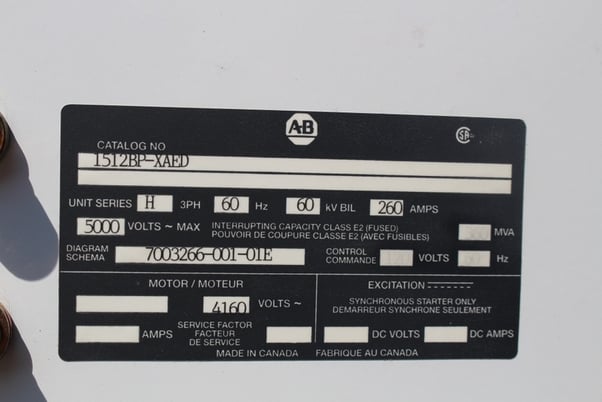 A-B
SA
CATALOG NO
1512BP-XAED
UNIT SERIES H 3PH 60 Hz 60 kV BIL 260 AMPS
5000 VOLTS ~ MAX INTERRUPTING CAPACITY CLASS E2 (FUSED) MVA
POUVOIR DE COUPURE CLASSE E2 (AVEC FUSIBLES)
DIAGRAM 7003266-001-01E CONTROL VOLTS Hz
SCHEMA COMMANDE
MOTOR / MOTEUR
4160 VOLTS ~
AMPS SERVICE FACTOR
FACTEUR
DE SERVICE
EXCITATION
SYNCHRONOUS STARTER ONLY
DEMARREUR SYNCHRONE SEULEMENT
DC VOLTS DC AMPS
MADE IN CANADA FABRIQUE AU CANADA